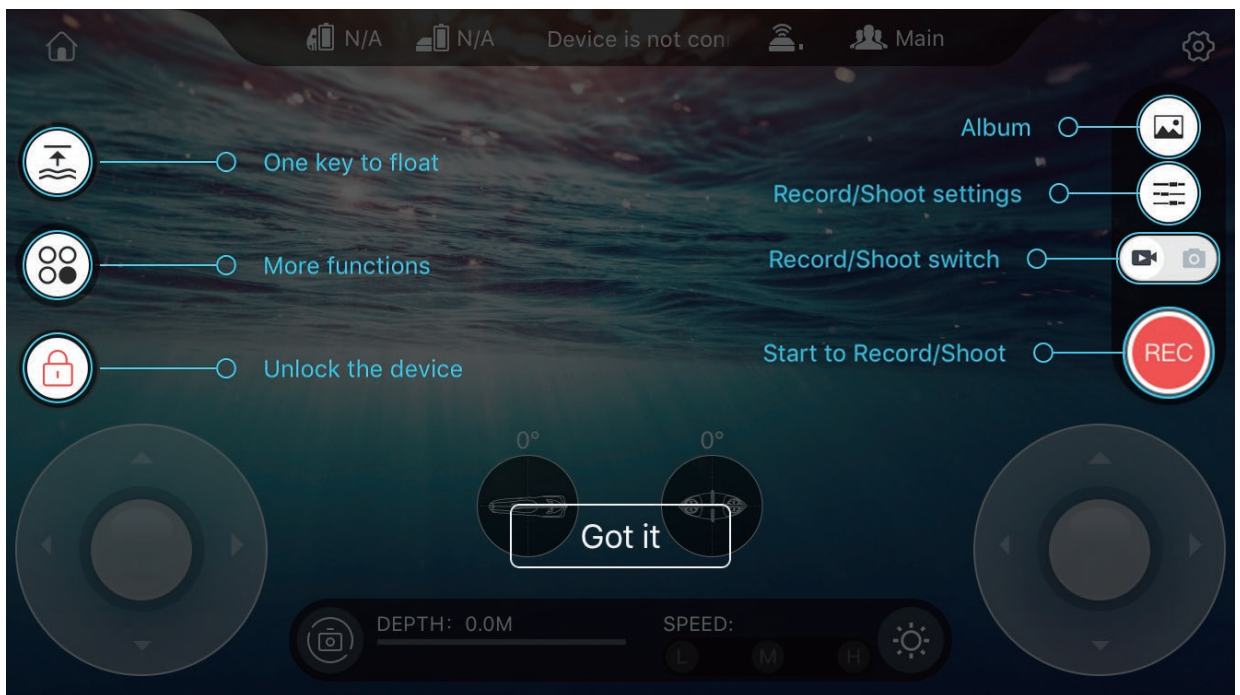 N/A
N/A
Device is not con
Main
Album
One key to float
Record/Shoot settings
More functions
Record/Shoot switch
Start to Record/Shoot
REC
Unlock the device
0°
0°
Got it
DEPTH: 0.0M
SPEED:
L M H